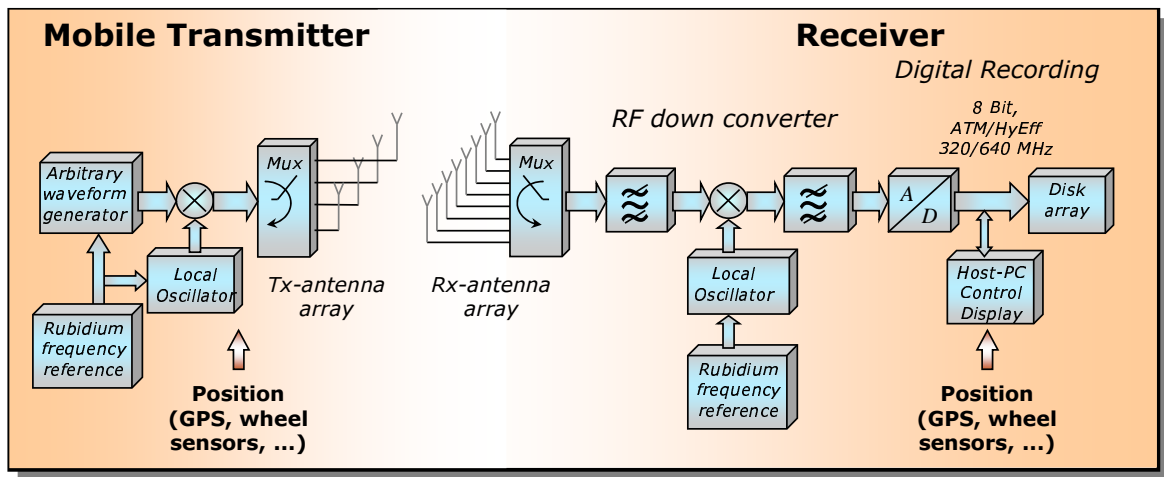 Mobile Transmitter
Receiver
Digital Recording
8 Bit,
ATM/HyEff
320/640 MHz
RF down converter
Arbitrary
waveform
generator
Mux
Mux
A
D
Disk
array
Local
Oscillator
Tx-antenna
array
Rx-antenna
array
Local
Oscillator
Host-PC
Control
Display
Rubidium
frequency
reference
Rubidium
frequency
reference
Position
(GPS, wheel
sensors, ...)
Position
(GPS, wheel
sensors, ...)